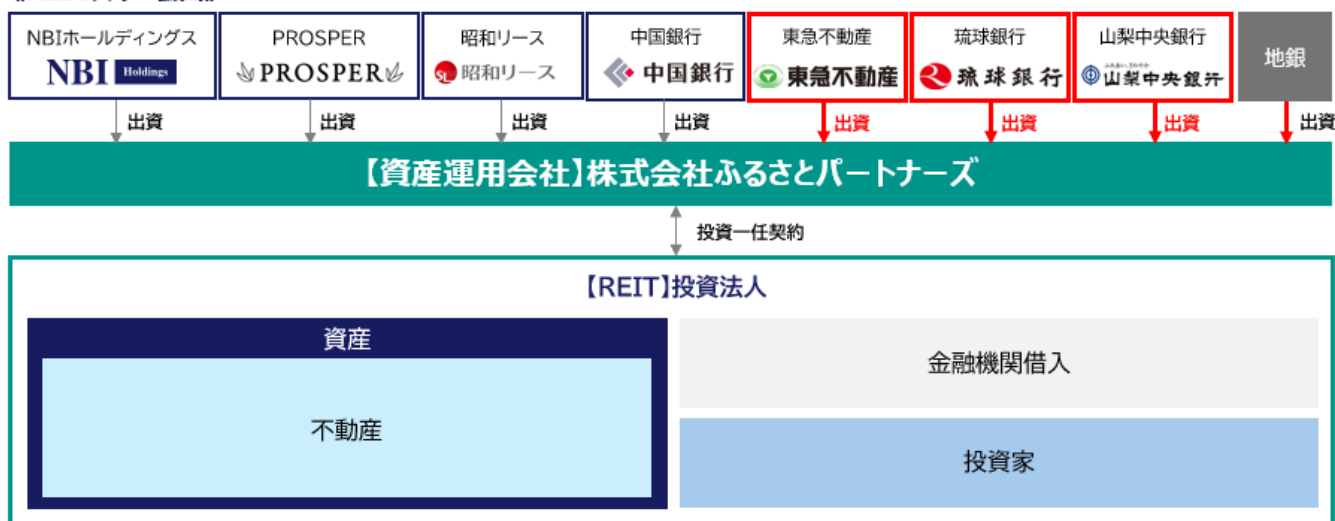 NBIホールディングス
NBI Holdings
PROSPER
PROSPER
昭和リース
SL 昭和リース
中国銀行
中国銀行
東急不動産
東急不動産
琉球銀行
琉球銀行
山梨中央銀行
山梨中央銀行
地銀
出資
出資
出資
出資
出資
出資
出資
出資
【資産運用会社】株式会社ふるさとパートナーズ
投資一任契約
【REIT】投資法人
資産
不動産
金融機関借入
投資家